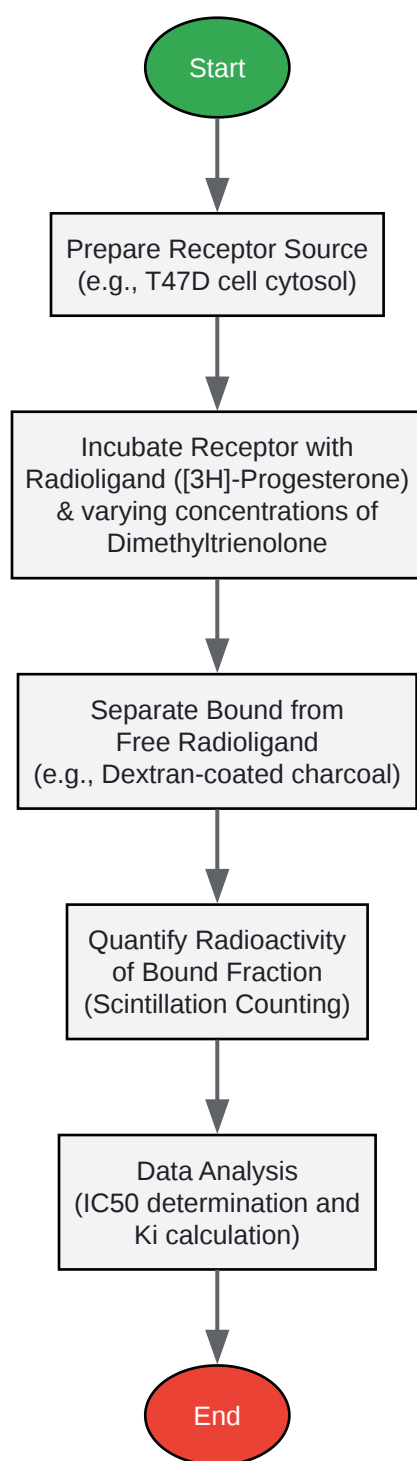 Start
Prepare Receptor Source
(e.g., T47D cell cytosol)
Incubate Receptor with
Radioligand ([3H]-Progesterone)
& varying concentrations of
Dimethyltrienolone
Separate Bound from
Free Radioligand
(e.g., Dextran-coated charcoal)
Quantify Radioactivity
of Bound Fraction
(Scintillation Counting)
Data Analysis
(IC50 determination and
Ki calculation)
End